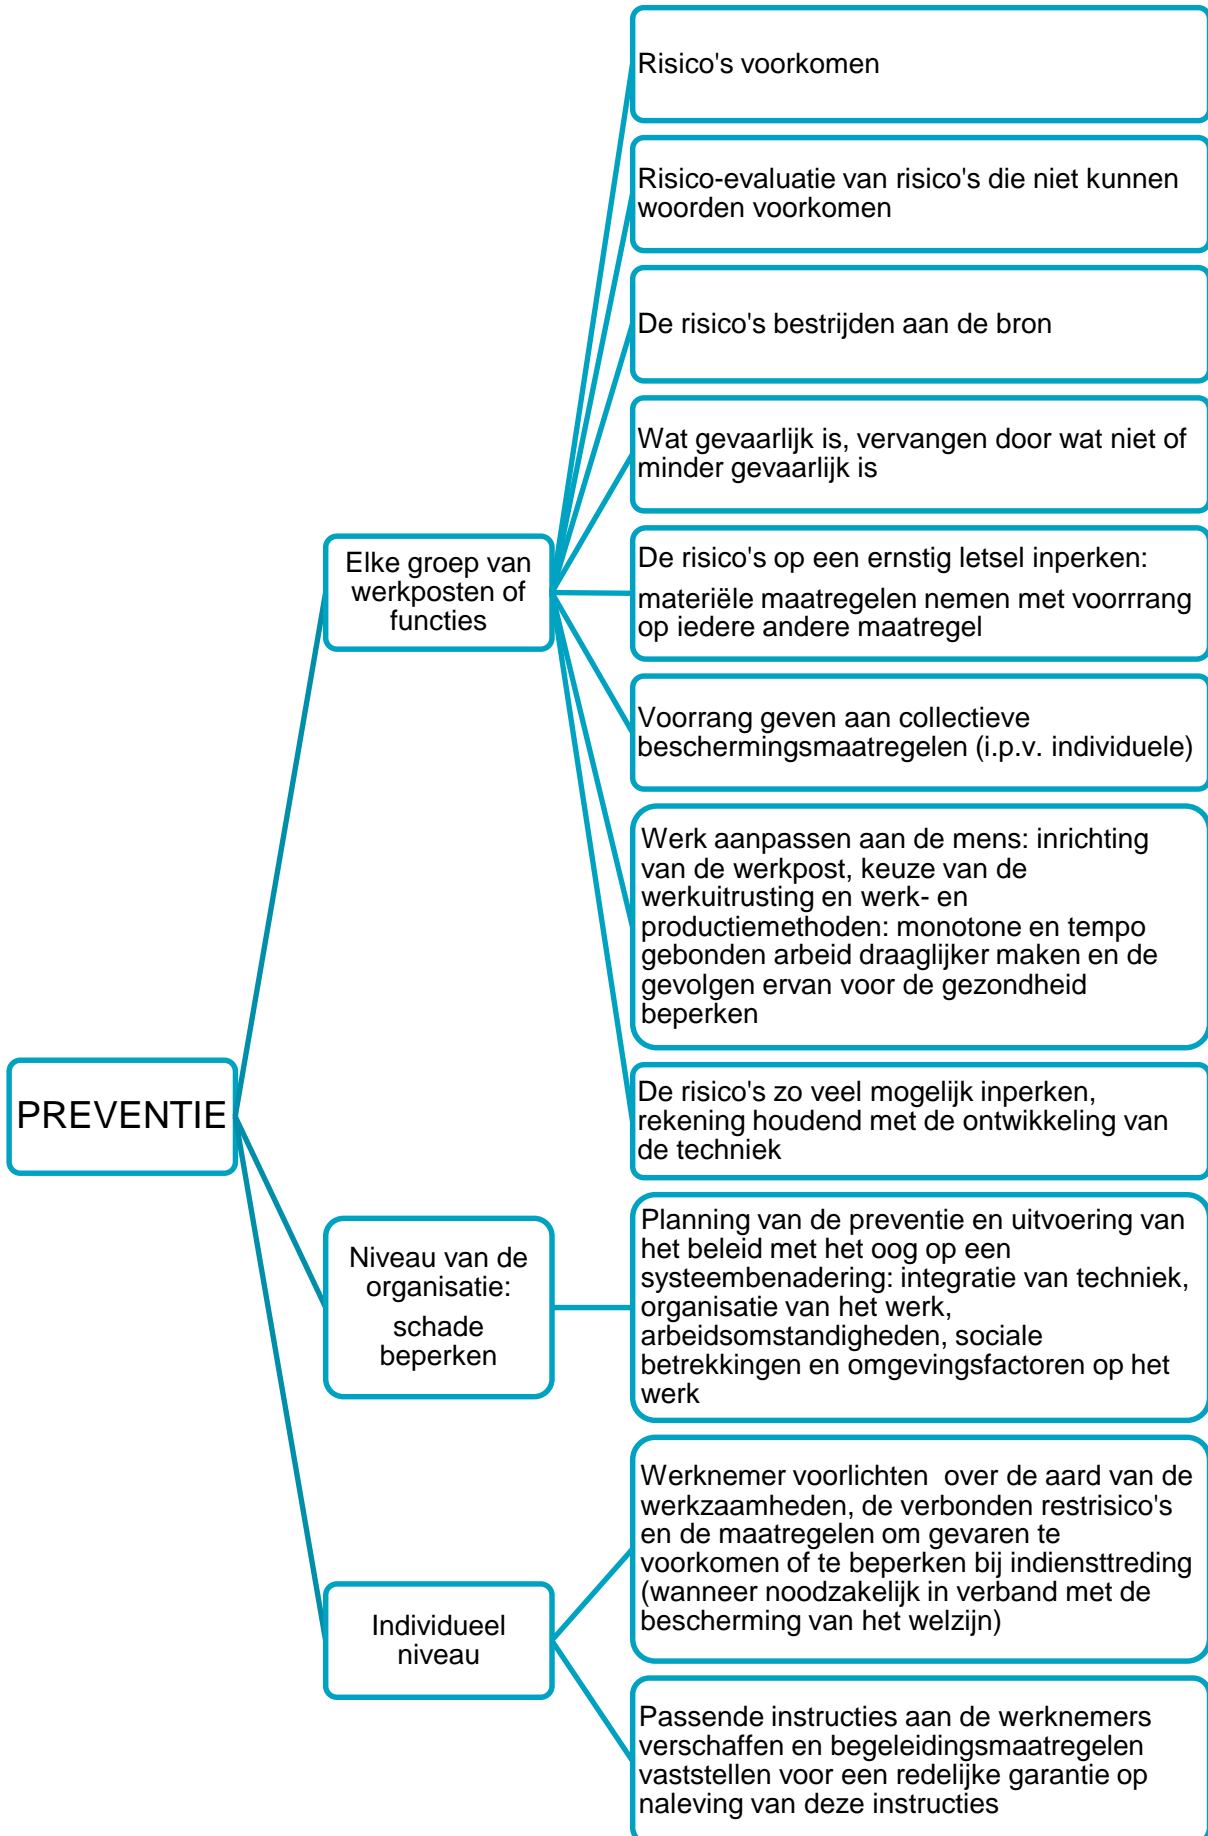 Risico's voorkomen
Risico-evaluatie van risico's die niet kunnen
woorden voorkomen
De risico's bestrijden aan de bron
Wat gevaarlijk is, vervangen door wat niet of
minder gevaarlijk is
Elke groep van
werkposten of
functies
De risico's op een ernstig letsel inperken:
materiële maatregelen nemen met voorrrang
op iedere andere maatregel
Voorrang geven aan collectieve
beschermingsmaatregelen (i.p.v. individuele)
Werk aanpassen aan de mens: inrichting
van de werkpost, keuze van de
werkuitrusting en werk- en
productiemethoden: monotone en tempo
gebonden arbeid draaglijker maken en de
gevolgen ervan voor de gezondheid
beperken
De risico's zo veel mogelijk inperken,
rekening houdend met de ontwikkeling van
de techniek
PREVENTIE
Niveau van de
organisatie:
schade
beperken
Planning van de preventie en uitvoering van
het beleid met het oog op een
systeembenadering: integratie van techniek,
organisatie van het werk,
arbeidsomstandigheden, sociale
betrekkingen en omgevingsfactoren op het
werk
Individueel
niveau
Werknemer voorlichten  over de aard van de
werkzaamheden, de verbonden restrisico's
en de maatregelen om gevaren te
voorkomen of te beperken bij indiensttreding
(wanneer noodzakelijk in verband met de
bescherming van het welzijn)
Passende instructies aan de werknemers
verschaffen en begeleidingsmaatregelen
vaststellen voor een redelijke garantie op
naleving van deze instructies